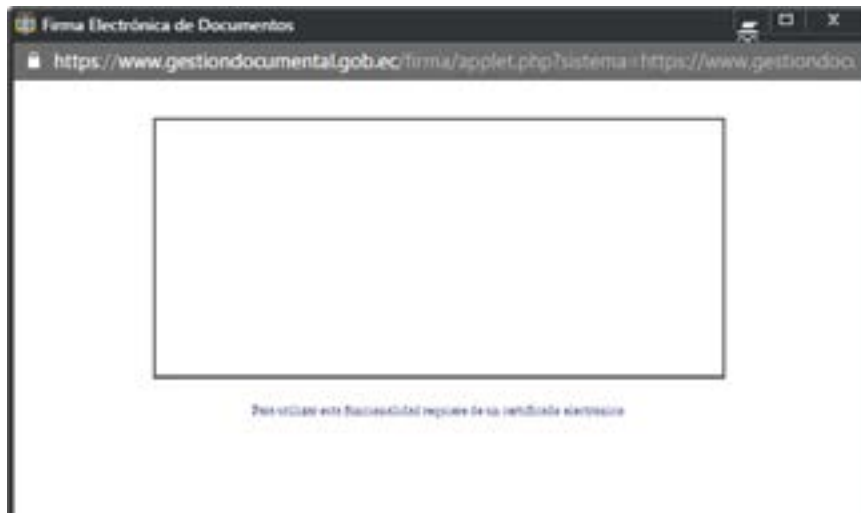 Firma Electrónica de Documentos
https://www.gestiondocumental.gob.ec/firma/applet.php?sistema=https://www.gestiondocu
Para utilizar esta funcionalidad requiere de un certificado electrónico